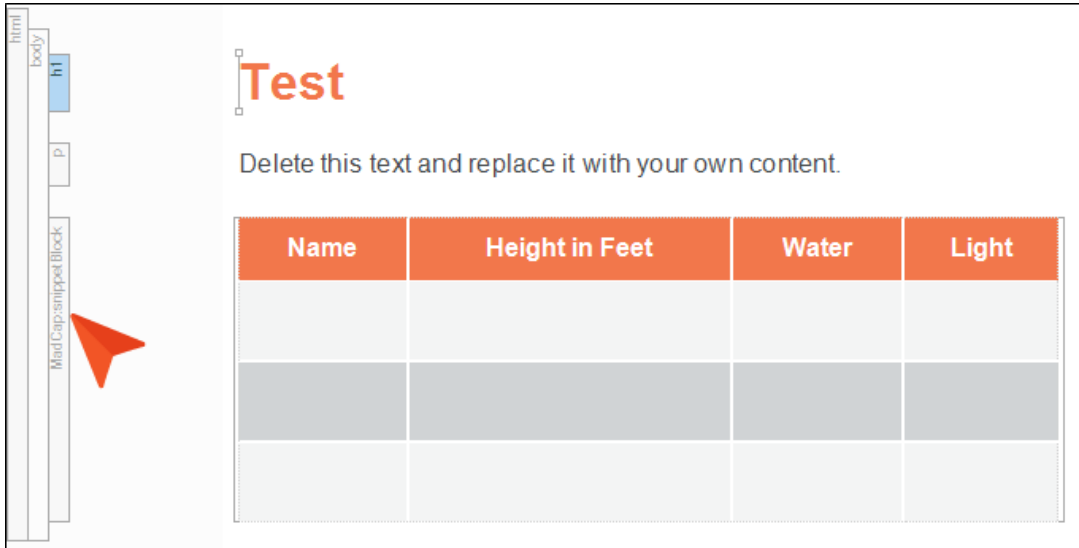 html
body
h1
Test
p
Delete this text and replace it with your own content.
MadCap:snippetBlock
Name Height in Feet Water Light